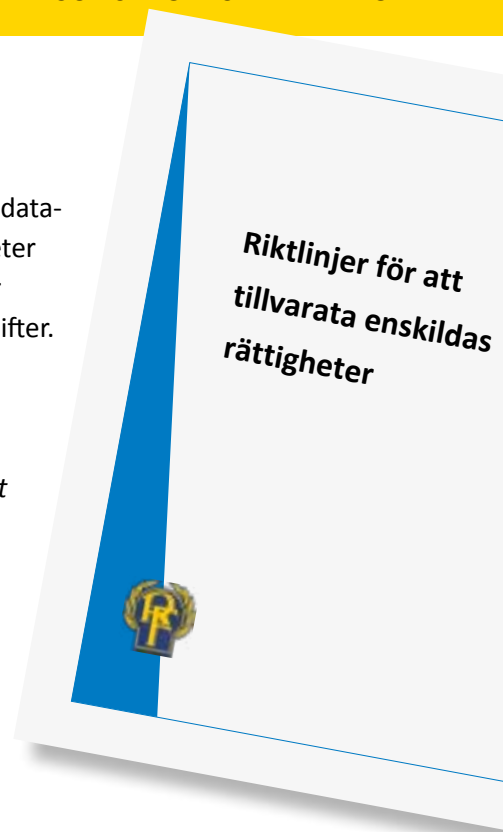 data-
eter
ifter.
t
Riktlinjer för att
tillvarata enskildas
rättigheter